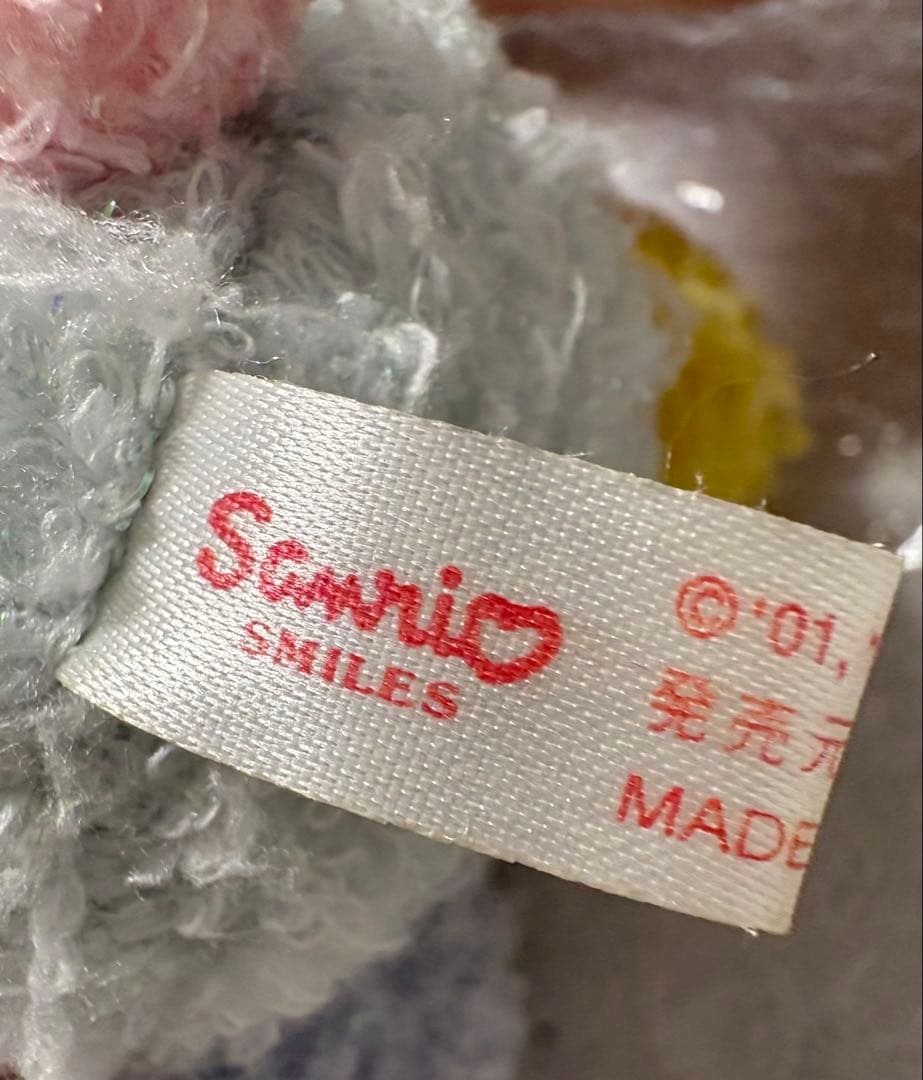 Sanrio
SMILES
© '01, '
発売元
MADE